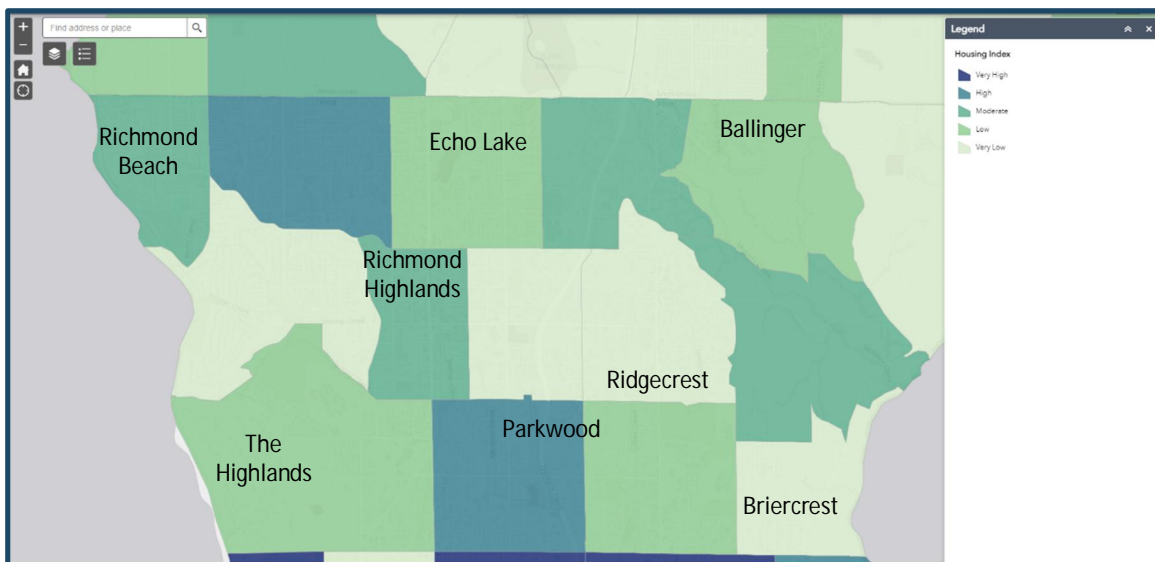 +
Find address or place
−
Legend
Housing Index
Very High
High
Moderate
Low
Very Low
Richmond
Beach
Echo Lake
Ballinger
Richmond
Highlands
Ridgecrest
Parkwood
The
Highlands
Briercrest